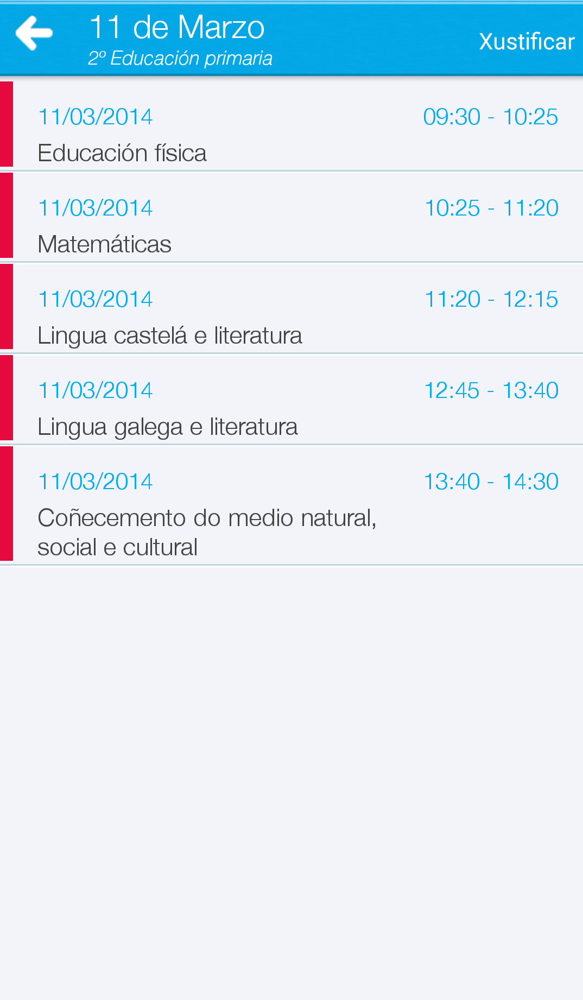 11 de Marzo
2º Educación primaria
Xustificar
11/03/2014 09:30 - 10:25
Educación física
11/03/2014 10:25 - 11:20
Matemáticas
11/03/2014 11:20 - 12:15
Lingua castelá e literatura
11/03/2014 12:45 - 13:40
Lingua galega e literatura
11/03/2014 13:40 - 14:30
Coñecemento do medio natural,
social e cultural